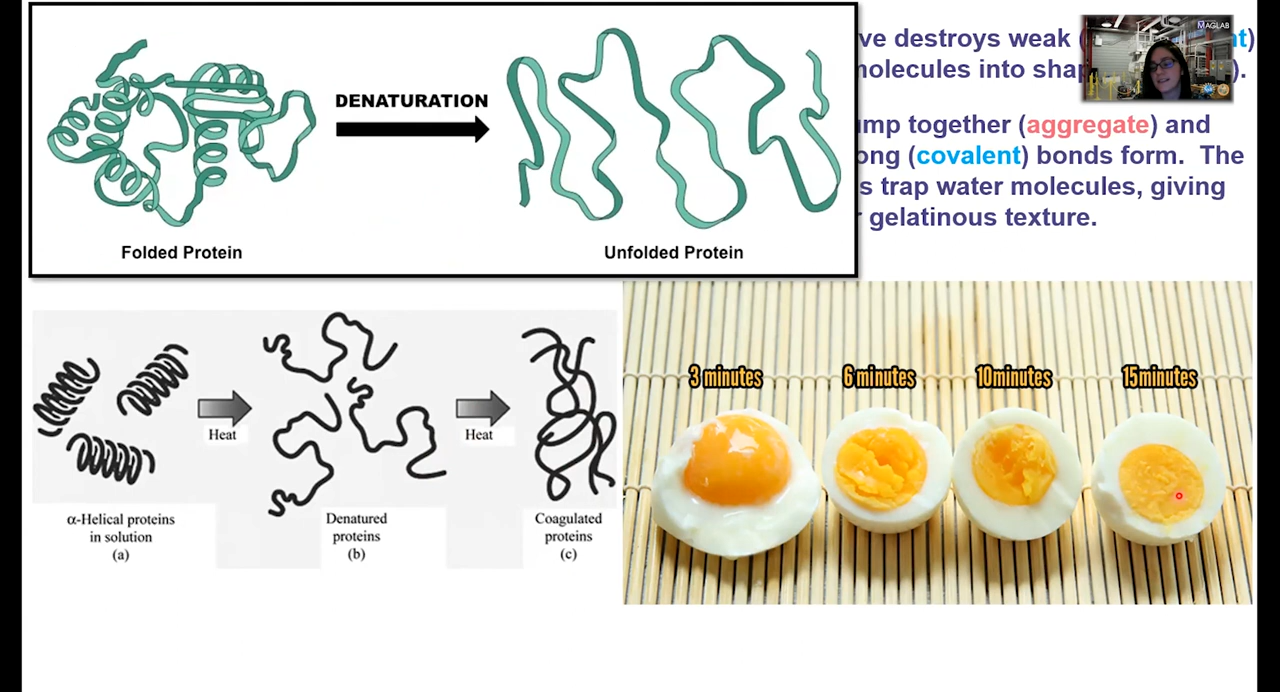 ve destroys weak
molecules into shap
).
ump together (aggregate) and
ong (covalent) bonds form. The
s trap water molecules, giving
r gelatinous texture.
MAGLAB
DENATURATION
Folded Protein
Unfolded Protein
3 minutes
6 minutes
10minutes
15minutes
Heat
Heat
α-Helical proteins
in solution
(a)
Denatured
proteins
(b)
Coagulated
proteins
(c)